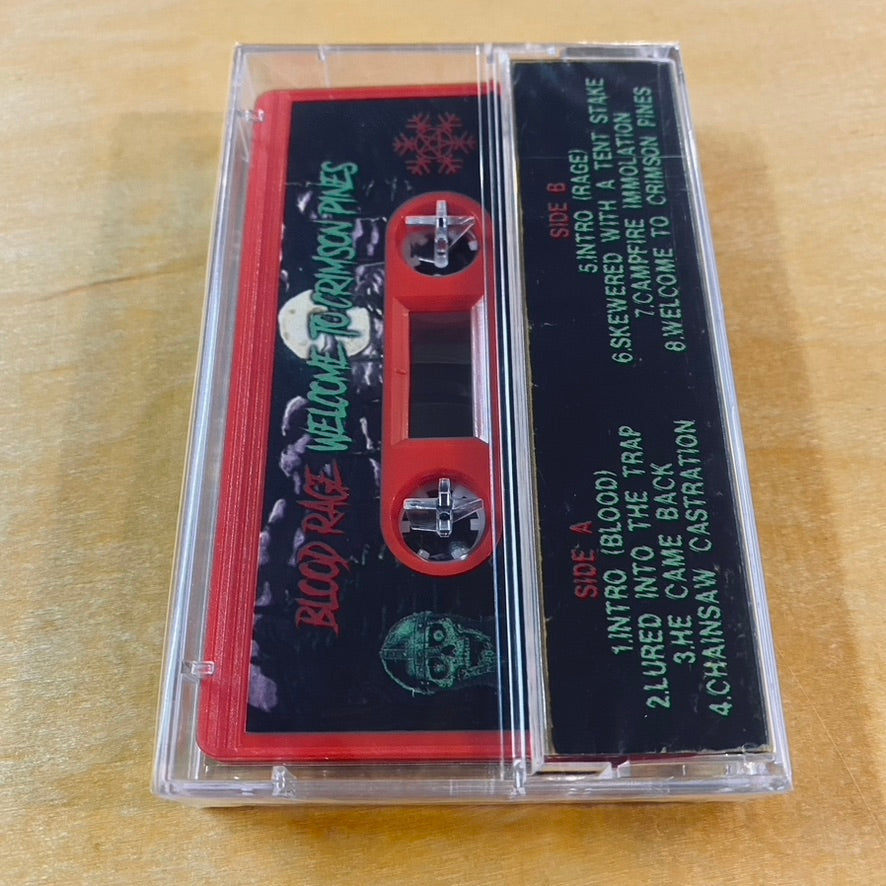 BLOOD RAGE WELCOME TO CRIMSON PINES
SIDE A
1.INTRO (BLOOD)
2.LURED INTO THE TRAP
3.HE CAME BACK
4.CHAINSAW CASTRATION
SIDE B
5.INTRO (RAGE)
6.SKEWERED WITH A TENT STAKE
7.CAMPFIRE IMMOLATION
8.WELCOME TO CRIMSON PINES